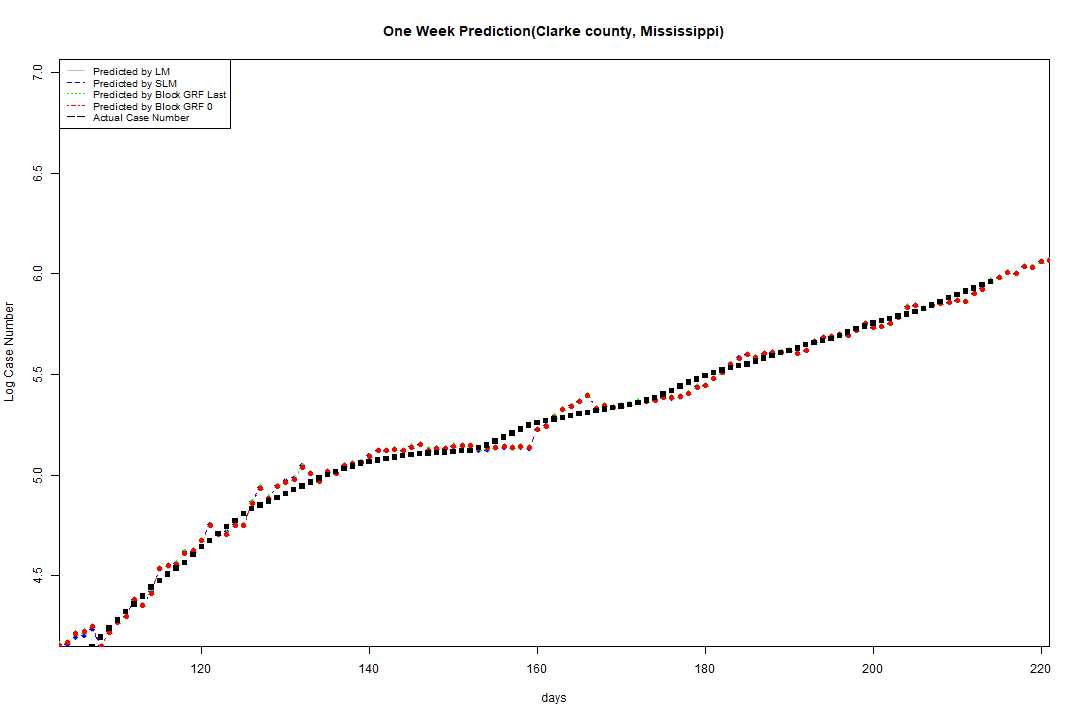 One Week Prediction(Clarke county, Mississippi)
Predicted by LM
Predicted by SLM
Predicted by Block GRF Last
Predicted by Block GRF 0
Actual Case Number
7.0
6.5
6.0
5.5
5.0
4.5
Log Case Number
120 140 160 180 200 220
days